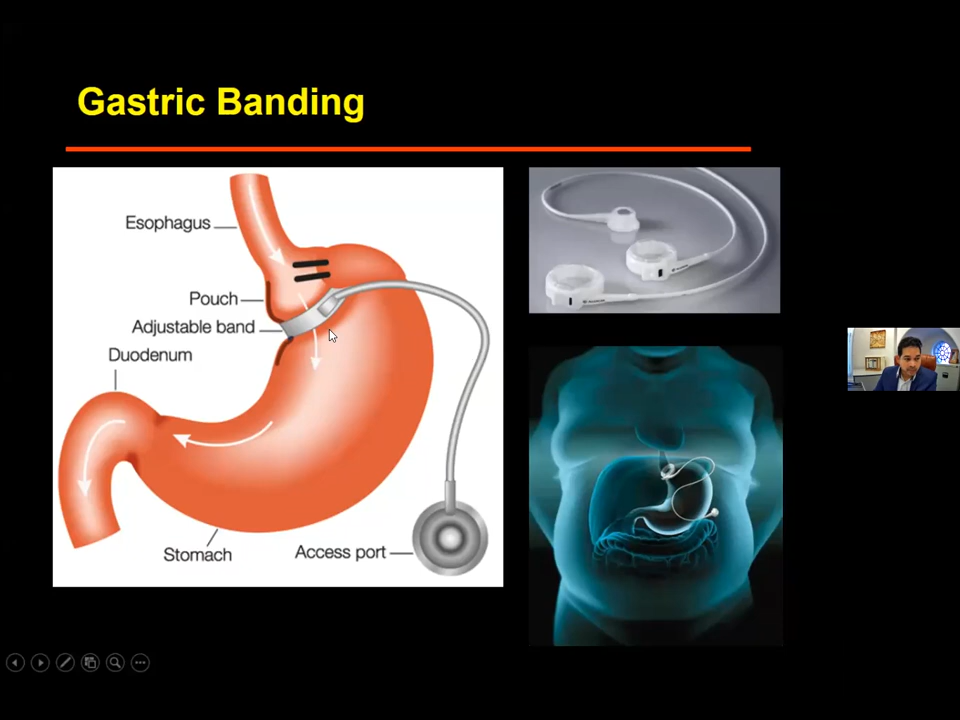 Gastric Banding
Esophagus
Pouch
Adjustable band
Duodenum
Stomach
Access port